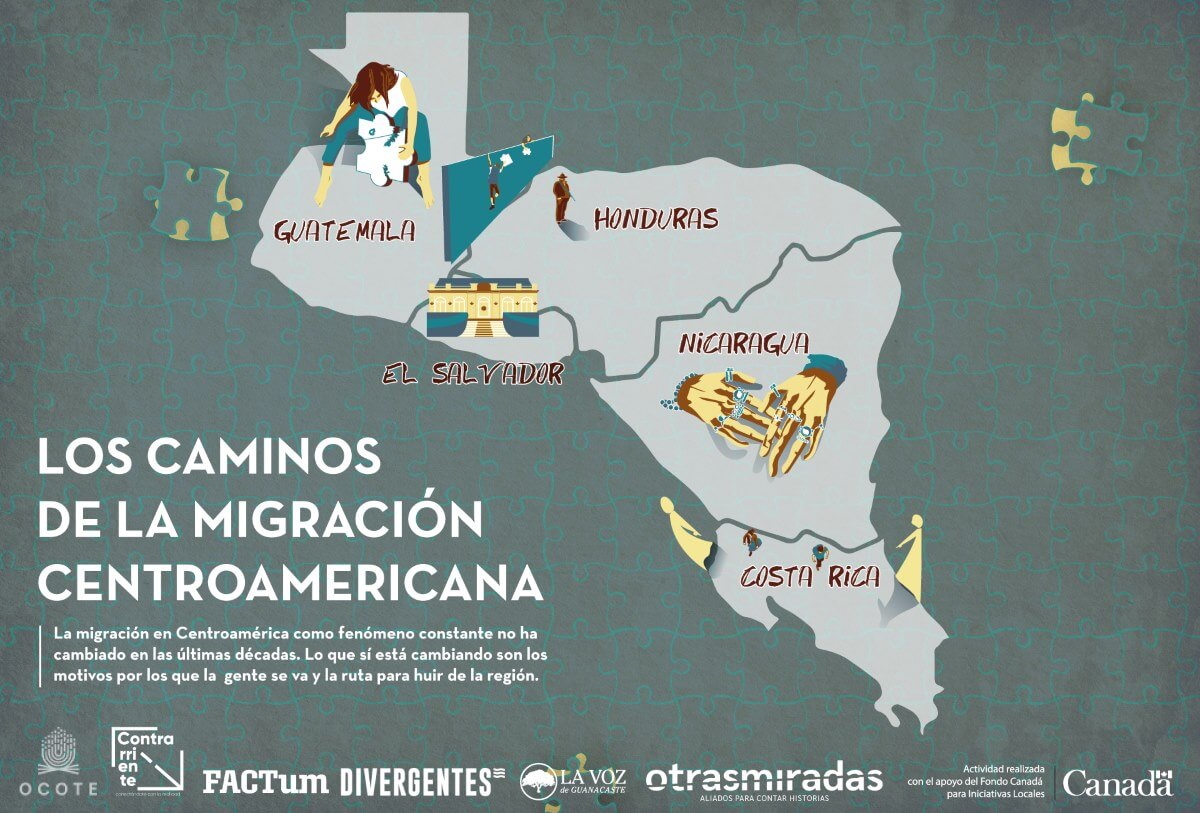 GUATEMALA
HONDURAS
EL SALVADOR
NICARAGUA
COSTA RICA
LOS CAMINOS
DE LA MIGRACIÓN
CENTROAMERICANA
La migración en Centroamérica como fenómeno constante no ha
cambiado en las últimas décadas. Lo que sí está cambiando son los
motivos por los que la gente se va y la ruta para huir de la región.
OCOTE
Contra
rri
en
te
FACTum
DIVERGENTES
LA VOZ
de GUANACASTE
otrasmiradas
ALIADOS PARA CONTAR HISTORIAS
Actividad realizada
con el apoyo del Fondo Canadá
para Iniciativas Locales
Canada